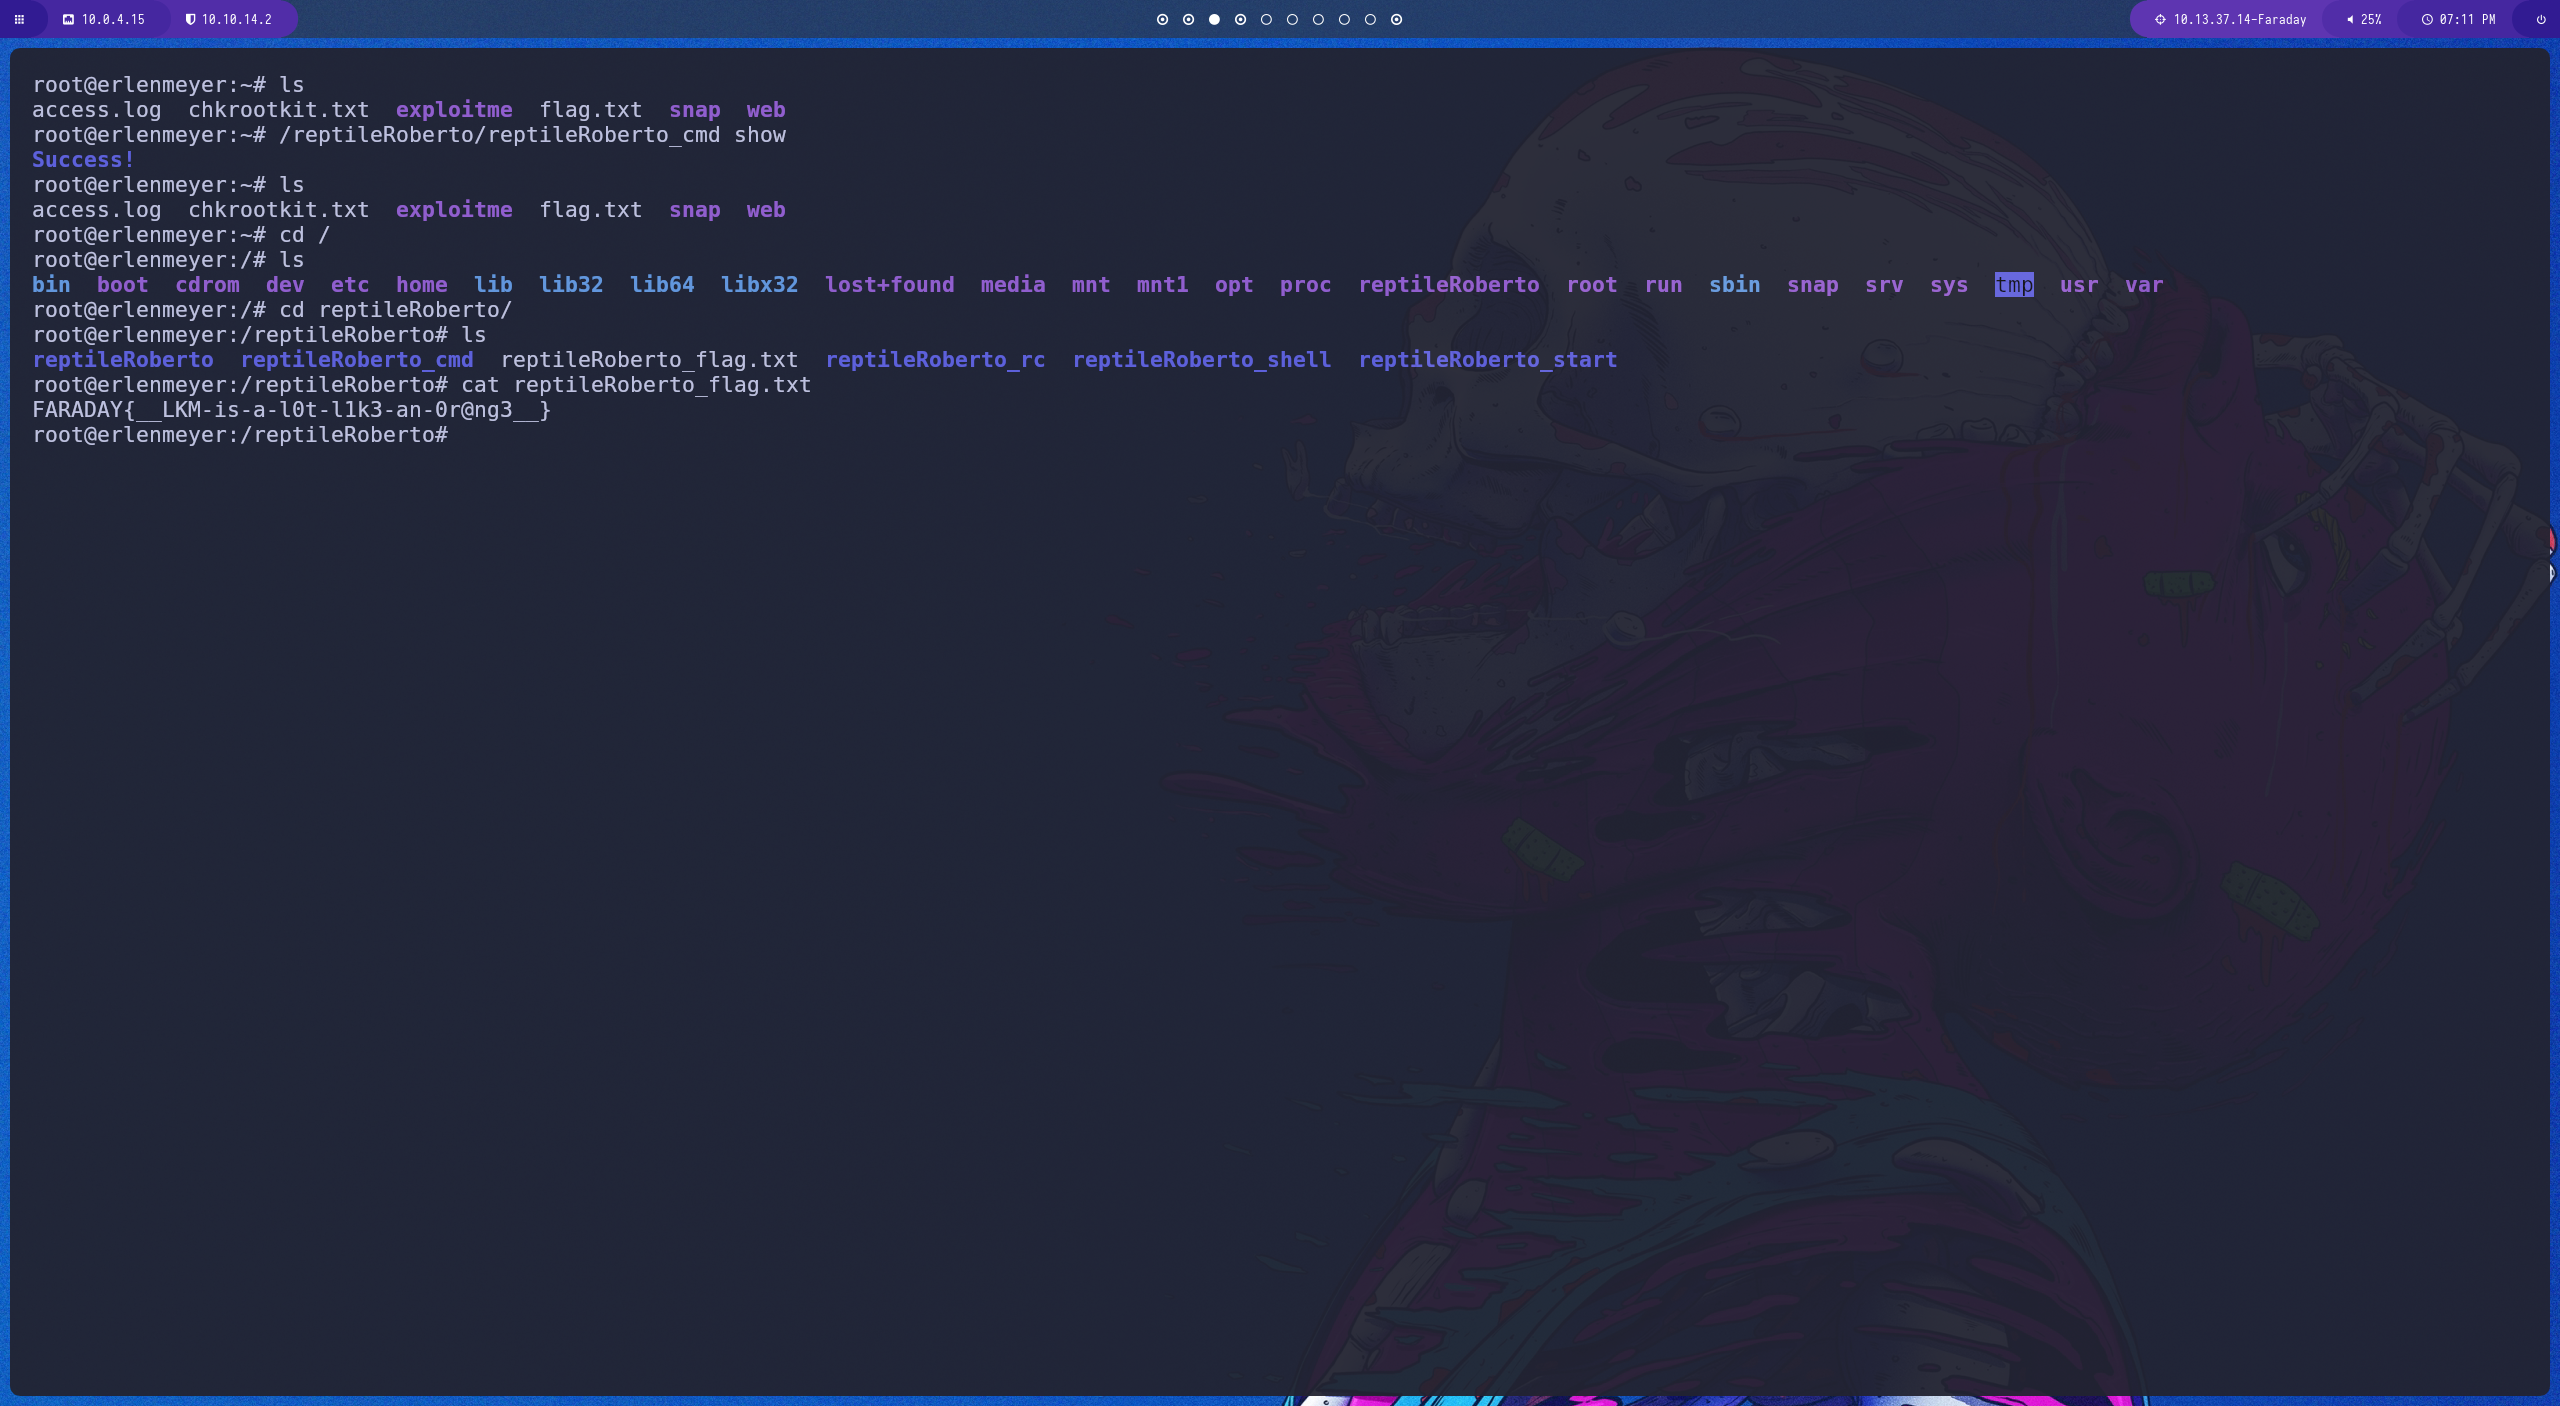 10.0.4.15 10.10.14.2 10.13.37.14-Faraday 25% 07:11 PM
root@erlenmeyer:~# ls
access.log  chkrootkit.txt  exploitme  flag.txt  snap  web
root@erlenmeyer:~# /reptileRoberto/reptileRoberto_cmd show
Success!
root@erlenmeyer:~# ls
access.log  chkrootkit.txt  exploitme  flag.txt  snap  web
root@erlenmeyer:~# cd /
root@erlenmeyer:/# ls
bin  boot  cdrom  dev  etc  home  lib  lib32  lib64  libx32  lost+found  media  mnt  mnt1  opt  proc  reptileRoberto  root  run  sbin  snap  srv  sys  tmp  usr  var
root@erlenmeyer:/# cd reptileRoberto/
root@erlenmeyer:/reptileRoberto# ls
reptileRoberto  reptileRoberto_cmd  reptileRoberto_flag.txt  reptileRoberto_rc  reptileRoberto_shell  reptileRoberto_start
root@erlenmeyer:/reptileRoberto# cat reptileRoberto_flag.txt
FARADAY{__LKM-is-a-l0t-l1k3-an-0r@ng3__}
root@erlenmeyer:/reptileRoberto#